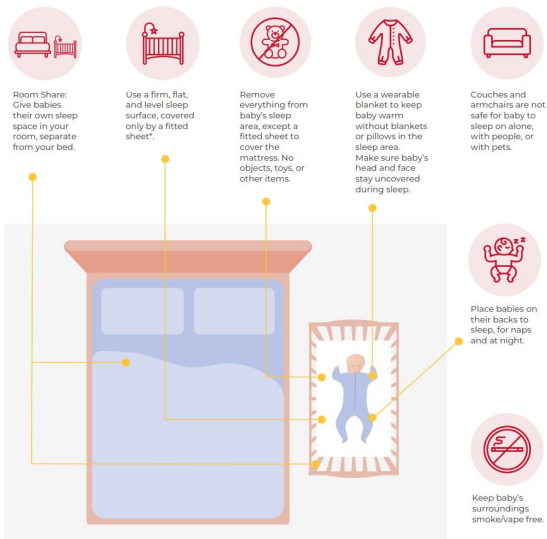 Room Share:
Give babies
their own sleep
space in your
room, separate
from your bed.
Use a firm, flat,
and level sleep
surface, covered
only by a fitted
sheet*.
Remove
everything from
baby's sleep
area, except a
fitted sheet to
cover the
mattress. No
objects, toys, or
other items.
Use a wearable
blanket to keep
baby warm
without blankets
or pillows in the
sleep area.
Make sure baby's
head and face
stay uncovered
during sleep.
Couches and
armchairs are not
safe for baby to
sleep on alone,
with people, or
with pets.
z z z
Place babies on
their backs to
sleep, for naps
and at night.
Keep baby's
surroundings
smoke/vape free.